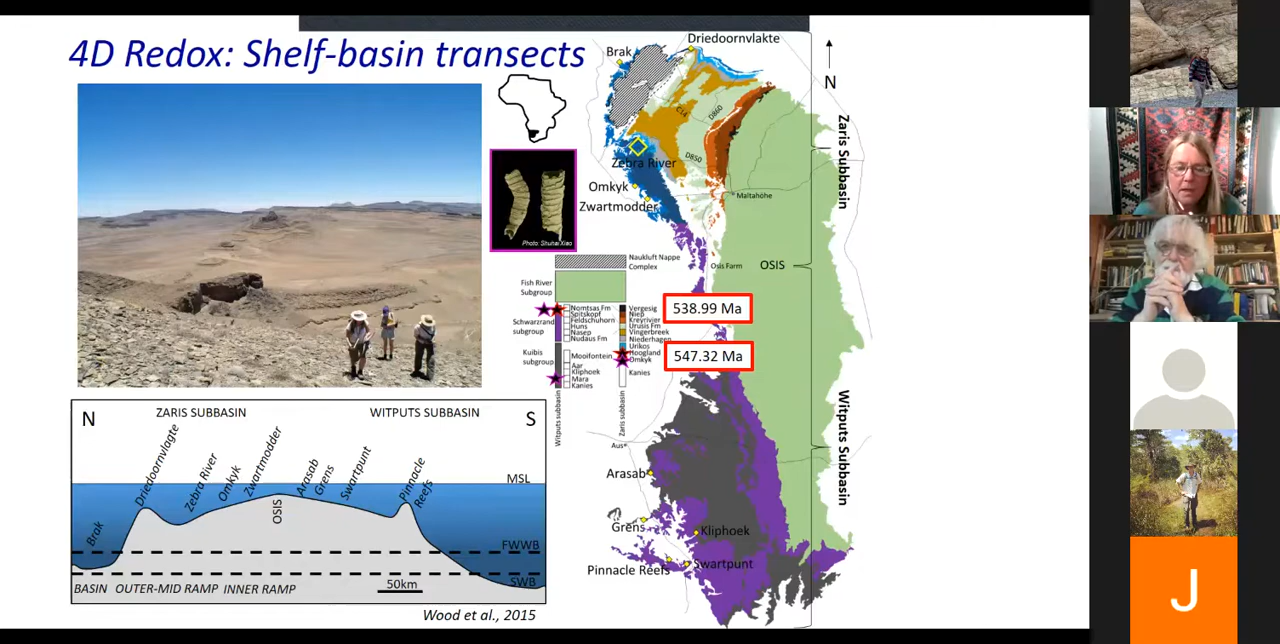 4D Redox: Shelf-basin transects
Driedoornvlakte
Brak
N
C14
D860
Zebra River
D850
Omkyk
Zwartmodder
Maltahöhe
Zaris Subbasin
Photo: Shuhai Xiao
Naukluft Nappe
Complex
Osis Farm
OSIS
Fish River
Subgroup
Schwarzrand
subgroup
Kuibis
subgroup
Nomtsas Fm
Spitskopf
Feldschuhorn
Huns
Nasep
Nudaus Fm
Mooifontein
Aar
Kliphoek
Mara
Kanies
Vergesig
Niep
Kreyrivier
Urusis Fm
Vingerbreek
Niederhagen
Urikos
Hoogland
Omkyk
Kanies
538.99 Ma
547.32 Ma
Witputs subbasin
Zaris subbasin
Witputs Subbasin
Aus
Arasab
Grens
Kliphoek
Pinnacle Reefs
Swartpunt
N
ZARIS SUBBASIN
WITPUTS SUBBASIN
S
Brak
Driedoornvlagte
Zebra River
Omkyk
Zwartmodder
OSIS
Arasab
Grens
Swartpunt
Pinnacle
Reefs
MSL
FWWB
SWB
BASIN OUTER-MID RAMP INNER RAMP
50km
Wood et al., 2015
J